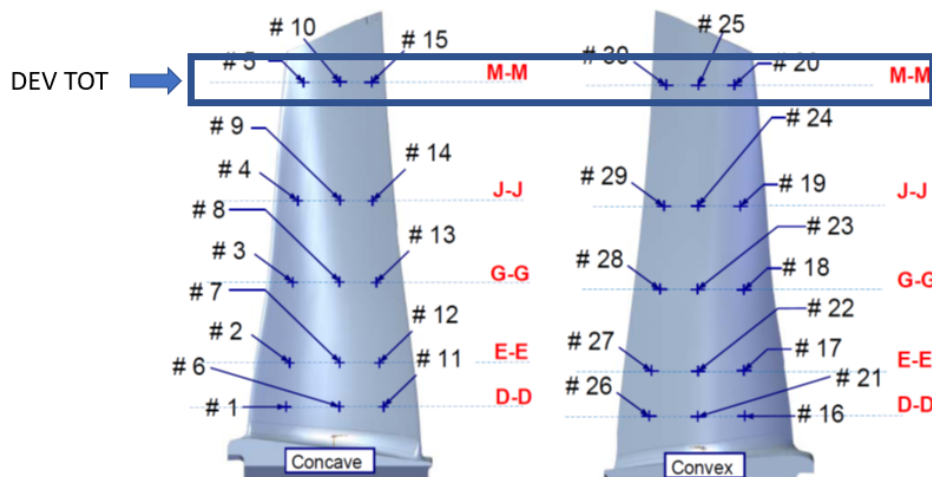 # 10
# 25
# 15
# 5
M-M
# 30
# 20
M-M
DEV TOT
# 9
# 24
# 14
# 4
# 29
J-J
# 19
J-J
# 8
# 23
# 13
# 3
# 28
G-G
# 18
G-G
# 7
# 22
# 12
# 2
# 27
E-E
# 17
E-E
# 6
# 11
# 21
# 26
D-D
D-D
# 1
# 16
Concave
Convex